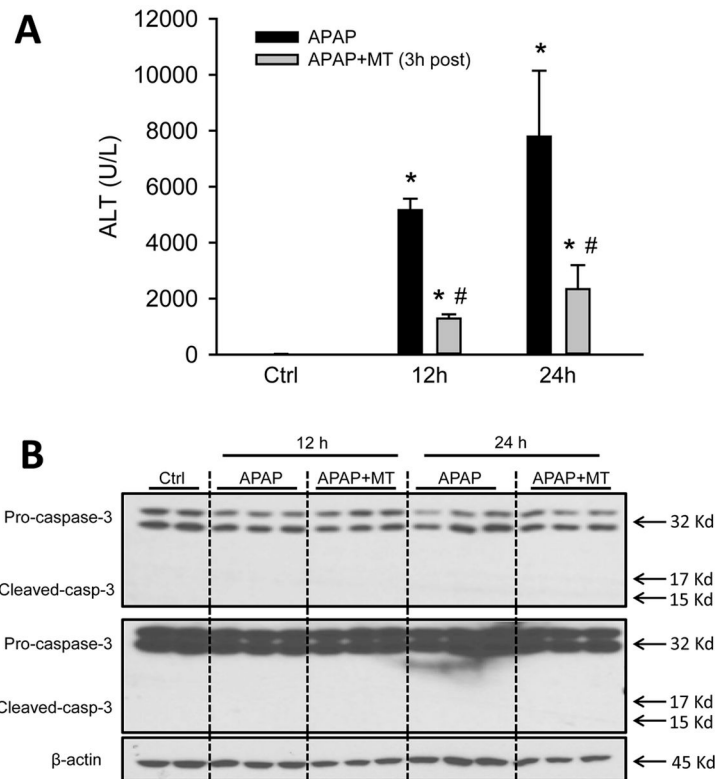 A
12000
10000
8000
6000
4000
2000
0
ALT (U/L)
APAP
APAP+MT (3h post)
*
* #
*
* #
Ctrl
12h
24h
B
12 h
24 h
Ctrl
APAP
APAP+MT
APAP
APAP+MT
Pro-caspase-3
32 Kd
17 Kd
Cleaved-casp-3
15 Kd
Pro-caspase-3
32 Kd
17 Kd
Cleaved-casp-3
15 Kd
β-actin
45 Kd